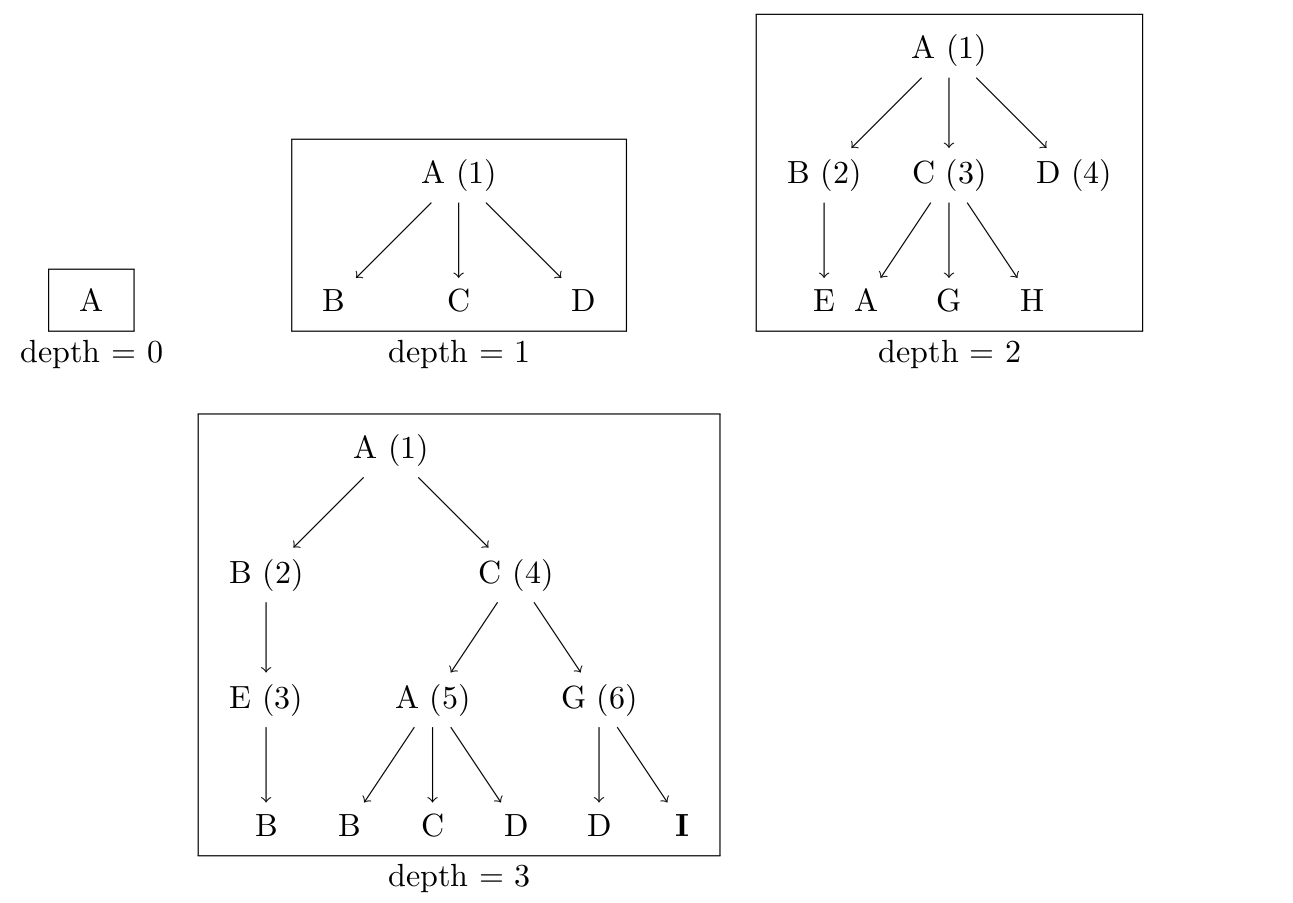 A (1)
A (1)
B (2) C (3) D (4)
A
B C D
E A G H
depth = 0
depth = 1
depth = 2
A (1)
B (2) C (4)
E (3) A (5) G (6)
B B C D D I
depth = 3